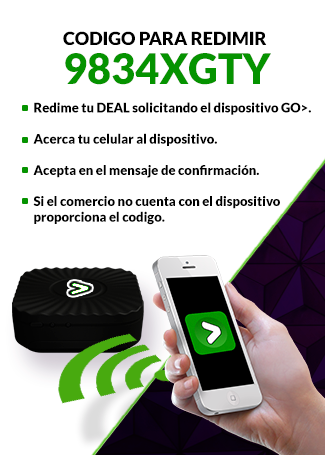 CODIGO PARA REDIMIR
9834XGTY
Redime tu DEAL solicitando el dispositivo GO>.
Acerca tu celular al dispositivo.
Acepta en el mensaje de confirmación.
Si el comercio no cuenta con el dispositivo
proporciona el codigo.